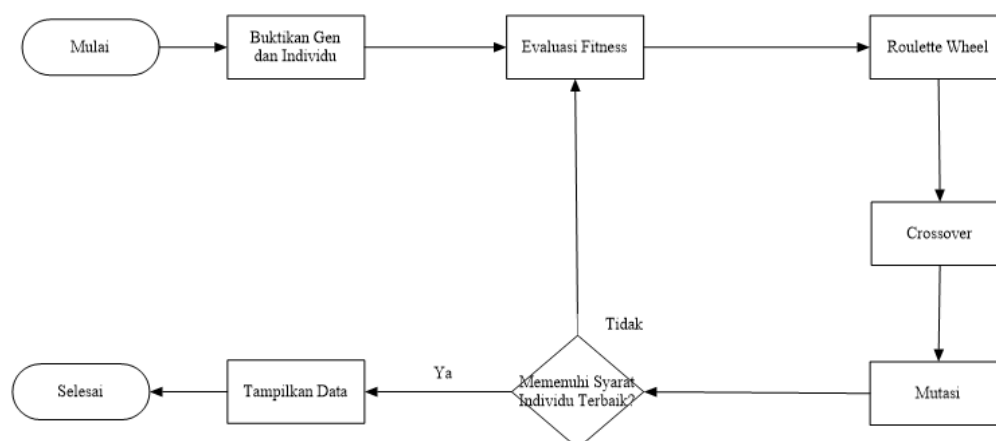 Mulai
Buktikan Gen
dan Individu
Evaluasi Fitness
Roulette Wheel
Crossover
Tidak
Mutasi
Memenuhi Syarat
Individu Terbaik?
Ya
Tampilkan Data
Selesai